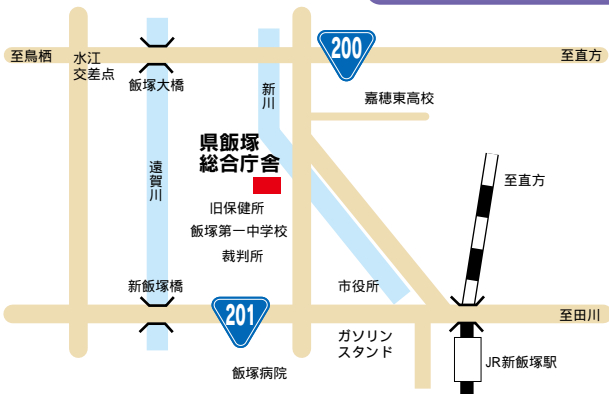 200
至鳥栖
水江
交差点
至直方
飯塚大橋
新川
嘉穂東高校
県飯塚
総合庁舎
遠賀川
至直方
旧保健所
飯塚第一中学校
裁判所
新飯塚橋
市役所
201
至田川
ガソリン
スタンド
飯塚病院
JR新飯塚駅